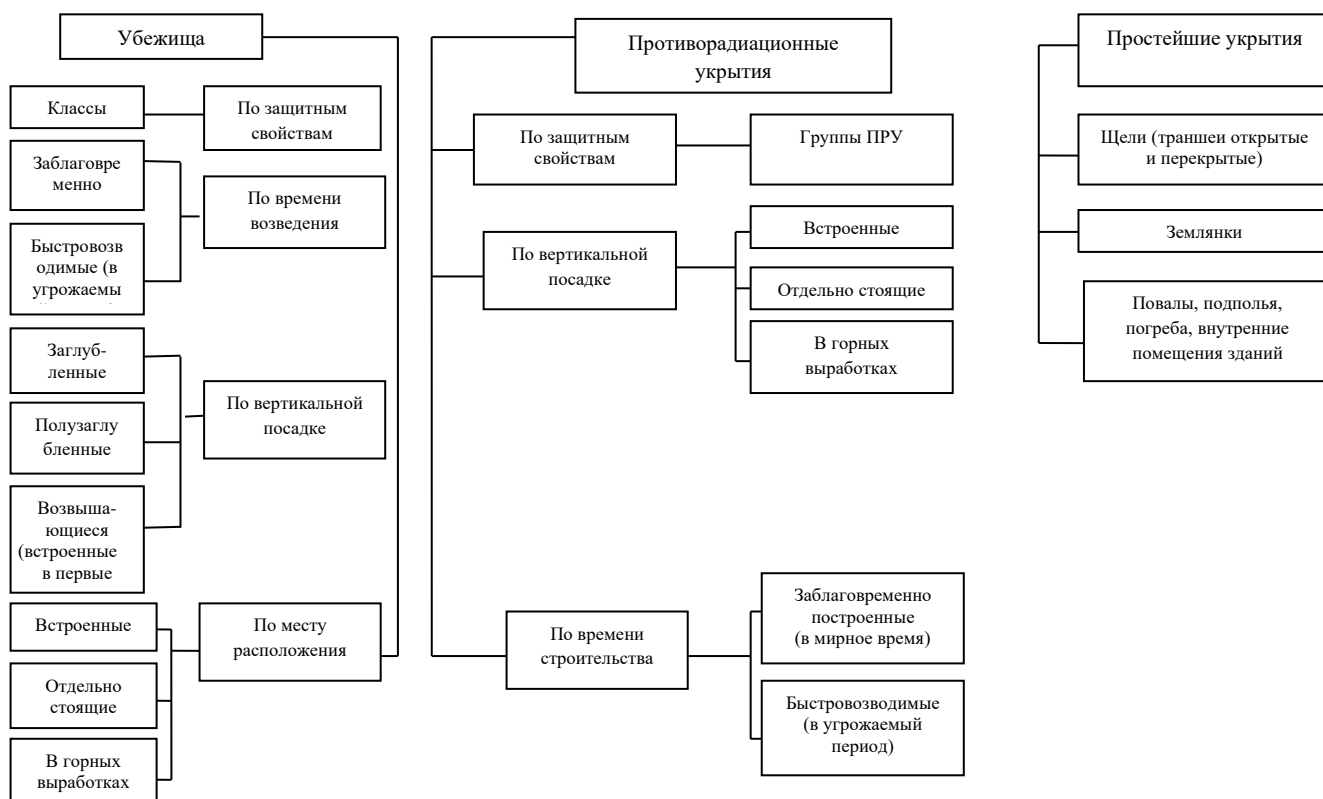 Убежища
Классы
По защитным
свойствам
Заблаговре
менно
По времени
возведения
Быстровозв
одимые (в
угрожаемы
Заглуб-
ленные
По вертикальной
посадке
Полузаглу
бленные
Возвыша-
ющиеся
(встроенные
в первые
Встроенные
По месту
расположения
Отдельно
стоящие
В горных
выработках
Противорадиационные
укрытия
По защитным
свойствам
Группы ПРУ
По вертикальной
посадке
Встроенные
Отдельно стоящие
В горных
выработках
По времени
строительства
Заблаговременно
построенные
(в мирное время)
Быстровозводимые
(в угрожаемый
период)
Простейшие укрытия
Щели (траншеи открытые
и перекрытые)
Землянки
Повалы, подполья,
погреба, внутренние
помещения зданий